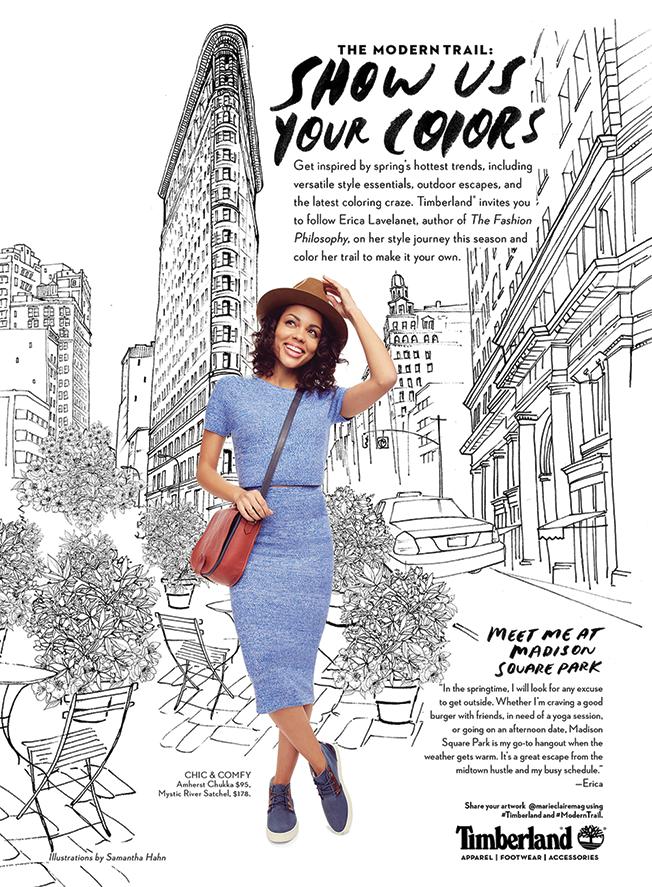 THE MODERN TRAIL:
SHOW US
YOUR COLORS
Get inspired by spring's hottest trends, including
versatile style essentials, outdoor escapes, and
the latest coloring craze. Timberland® invites you
to follow Erica Lavelanet, author of The Fashion
Philosophy, on her style journey this season and
color her trail to make it your own.
MEET ME AT
MADISON
SQUARE PARK
"In the springtime, I will look for any excuse
to get outside. Whether I'm craving a good
burger with friends, in need of a yoga session,
or going on an afternoon date, Madison
Square Park is my go-to hangout when the
weather gets warm. It's a great escape from the
midtown hustle and my busy schedule."
—Erica
CHIC & COMFY
Amherst Chukka $95,
Mystic River Satchel, $178.
Share your artwork @marieclairemag using
#Timberland and #ModernTrail.
Timberland
APPAREL | FOOTWEAR | ACCESSORIES
Illustrations by Samantha Hahn